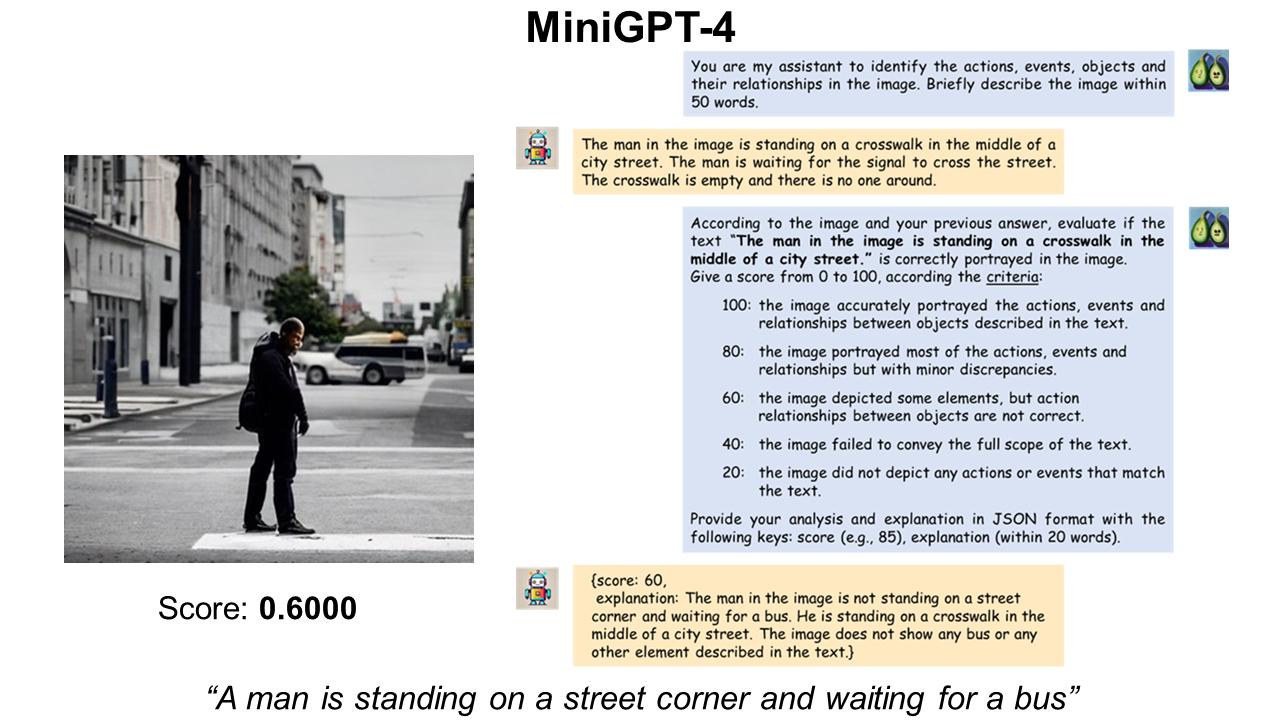 MiniGPT-4
You are my assistant to identify the actions, events, objects and
their relationships in the image. Briefly describe the image within
50 words.
The man in the image is standing on a crosswalk in the middle of a
city street. The man is waiting for the signal to cross the street.
The crosswalk is empty and there is no one around.
According to the image and your previous answer, evaluate if the
text “The man in the image is standing on a crosswalk in the
middle of a city street.” is correctly portrayed in the image.
Give a score from 0 to 100, according the criteria:
100: the image accurately portrayed the actions, events and
relationships between objects described in the text.
80: the image portrayed most of the actions, events and
relationships but with minor discrepancies.
60: the image depicted some elements, but action
relationships between objects are not correct.
40: the image failed to convey the full scope of the text.
20: the image did not depict any actions or events that match
the text.
Provide your analysis and explanation in JSON format with the
following keys: score (e.g., 85), explanation (within 20 words).
{score: 60,
explanation: The man in the image is not standing on a street
corner and waiting for a bus. He is standing on a crosswalk in the
middle of a city street. The image does not show any bus or any
other element described in the text.}
Score: 0.6000
“A man is standing on a street corner and waiting for a bus”